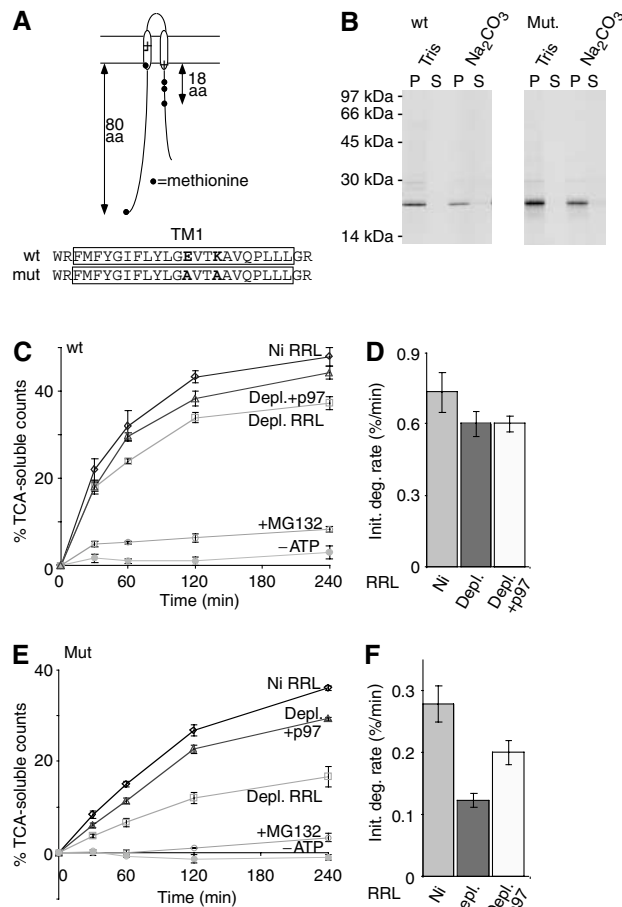 A
18
aa
80
aa
•=methionine
TM1
wt WRFMFYGIFLYLGEVTKAVQPLLLGR
mut WRFMFYGIFLYLGAVTAAVQPLLLGR
B
wt Mut.
Tris Na₂CO₃ Tris Na₂CO₃
P S P S P S P S
97 kDa
66 kDa
45 kDa
30 kDa
14 kDa
C wt
% TCA-soluble counts
40
20
0
Ni RRL
Depl.+p97
Depl. RRL
+MG132
−ATP
0 60 120 180 240
Time (min)
D
Init. deg. rate (%/min)
0.9
0.6
0.3
0
RRL Ni Depl. Depl. +p97
E Mut
% TCA-soluble counts
40
20
0
Ni RRL
Depl.
+p97
Depl. RRL
+MG132
−ATP
0 60 120 180 240
Time (min)
F
Init. deg. rate (%/min)
0.3
0.2
0.1
0
RRL Ni